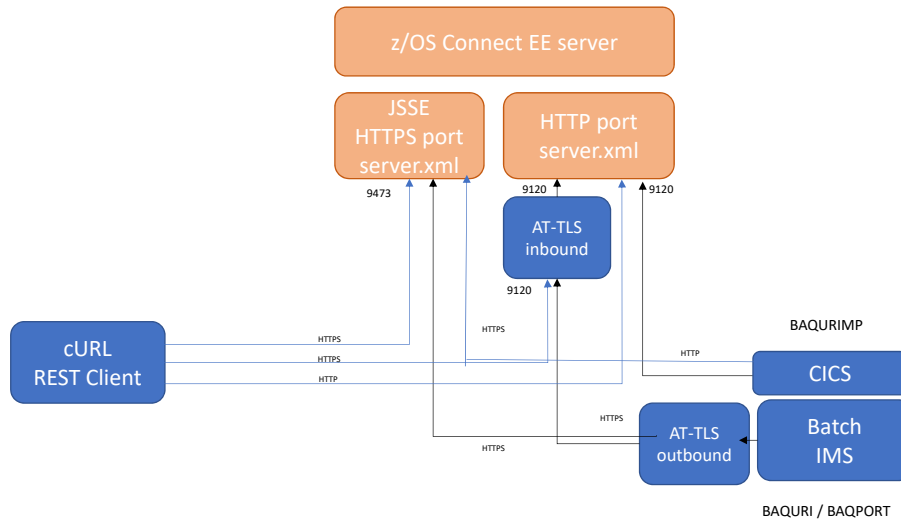 z/OS Connect EE server
JSSE
HTTPS port
server.xml
HTTP port
server.xml
9473
9120
9120
AT-TLS
inbound
9120
BAQURIMP
HTTPS
HTTPS
HTTP
cURL
REST Client
HTTPS
HTTP
CICS
HTTPS
HTTPS
AT-TLS
outbound
Batch
IMS
BAQURI / BAQPORT